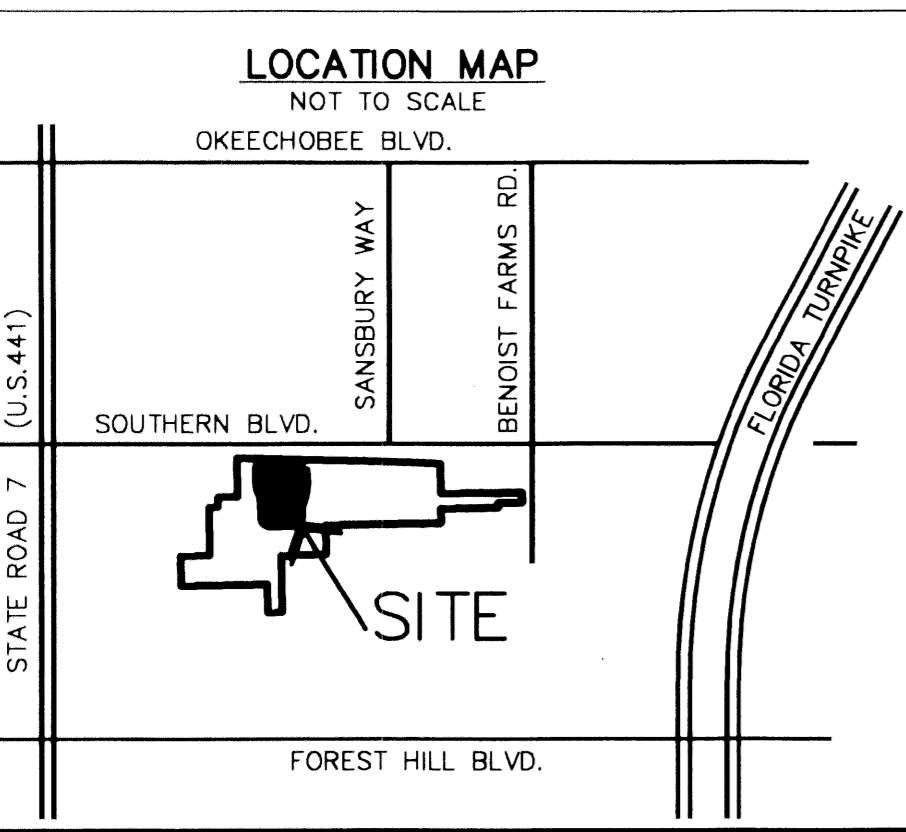 LOCATION MAP
NOT TO SCALE
OKEECHOBEE BLVD.
SANSBURY WAY
BENOIST FARMS RD.
FLORIDA TURNPIKE
(U.S.441)
SOUTHERN BLVD.
STATE ROAD 7
SITE
FOREST HILL BLVD.